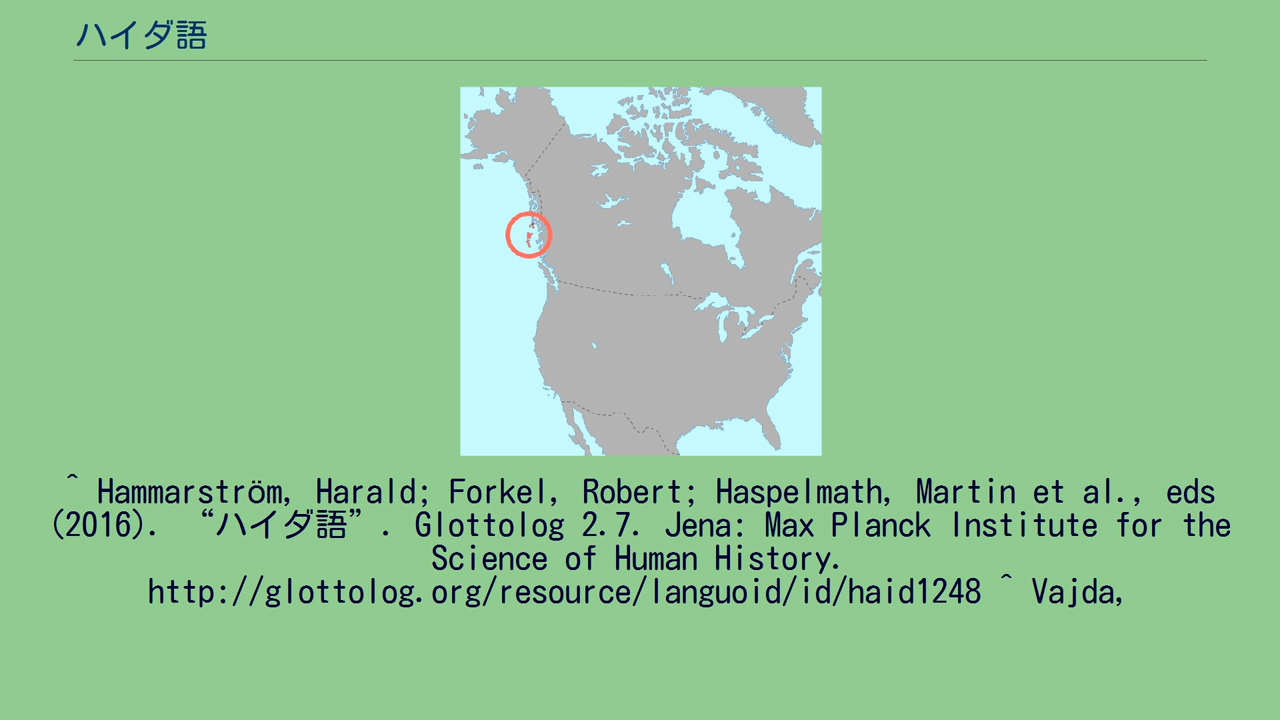 ハイダ語
^ Hammarström, Harald; Forkel, Robert; Haspelmath, Martin et al., eds
(2016). “ハイダ語”. Glottolog 2.7. Jena: Max Planck Institute for the
Science of Human History.
http://glottolog.org/resource/languoid/id/haid1248 ^ Vajda,